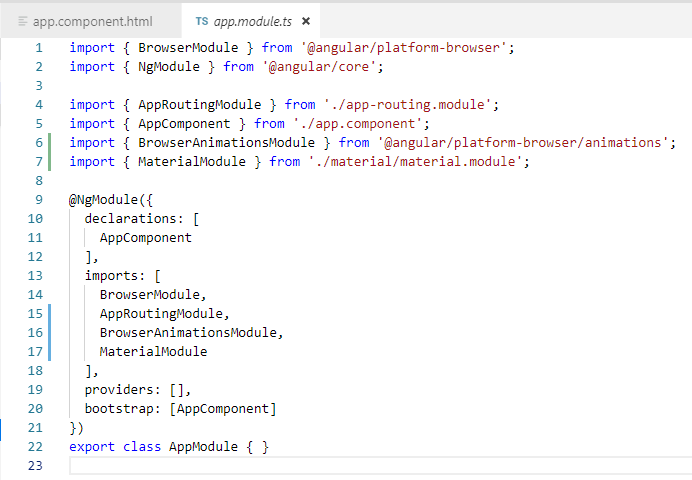 app.component.html
TS app.module.ts ×
1 import { BrowserModule } from '@angular/platform-browser';
2 import { NgModule } from '@angular/core';
3
4 import { AppRoutingModule } from './app-routing.module';
5 import { AppComponent } from './app.component';
6 import { BrowserAnimationsModule } from '@angular/platform-browser/animations';
7 import { MaterialModule } from './material/material.module';
8
9 @NgModule({
10   declarations: [
11     AppComponent
12   ],
13   imports: [
14     BrowserModule,
15     AppRoutingModule,
16     BrowserAnimationsModule,
17     MaterialModule
18   ],
19   providers: [],
20   bootstrap: [AppComponent]
21 })
22 export class AppModule { }
23